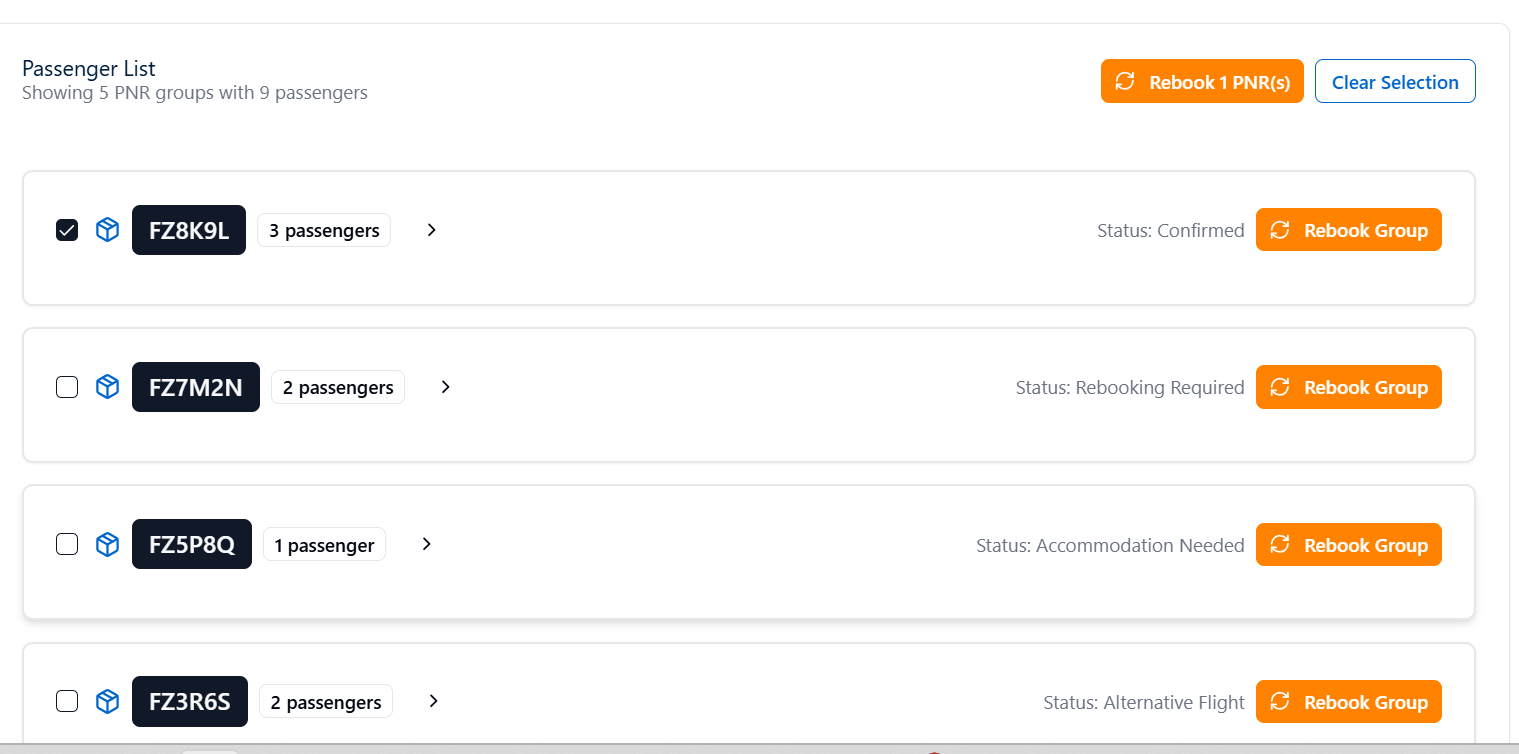 Passenger List
Showing 5 PNR groups with 9 passengers
Rebook 1 PNR(s)
Clear Selection
FZ8K9L
3 passengers
Status: Confirmed
Rebook Group
FZ7M2N
2 passengers
Status: Rebooking Required
Rebook Group
FZ5P8Q
1 passenger
Status: Accommodation Needed
Rebook Group
FZ3R6S
2 passengers
Status: Alternative Flight
Rebook Group